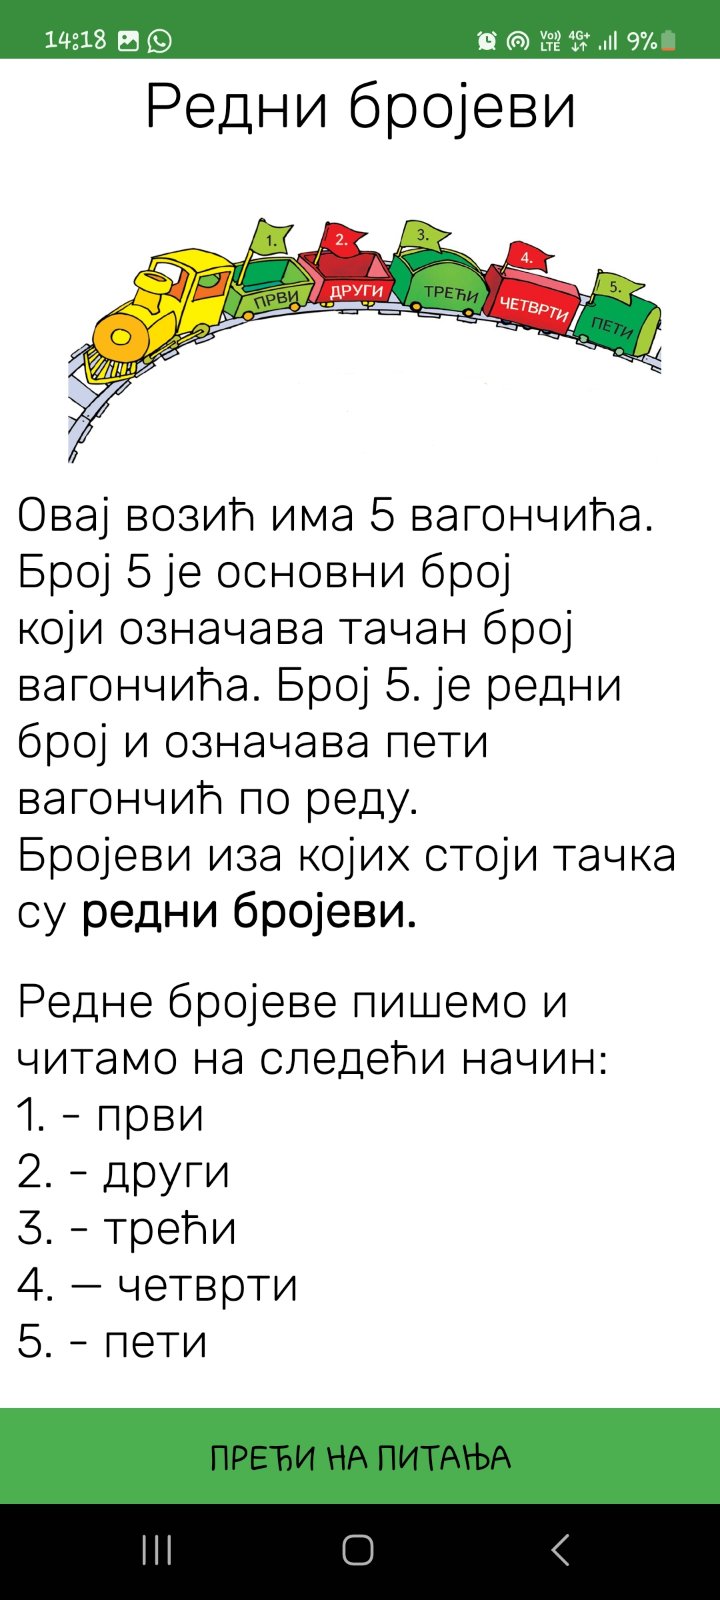 14:18 Vo)) LTE 4G+ 9%
Редни бројеви
1. 2. 3. 4. 5.
ПРВИ ДРУГИ ТРЕЋИ ЧЕТВРТИ ПЕТИ
Овај возић има 5 вагончића.
Број 5 је основни број
који означава тачан број
вагончића. Број 5. је редни
број и означава пети
вагончић по реду.
Бројеви иза којих стоји тачка
су редни бројеви.
Редне бројеве пишемо и
читамо на следећи начин:
1. - први
2. - други
3. - трећи
4. – четврти
5. - пети
ПРЕЂИ НА ПИТАЊА